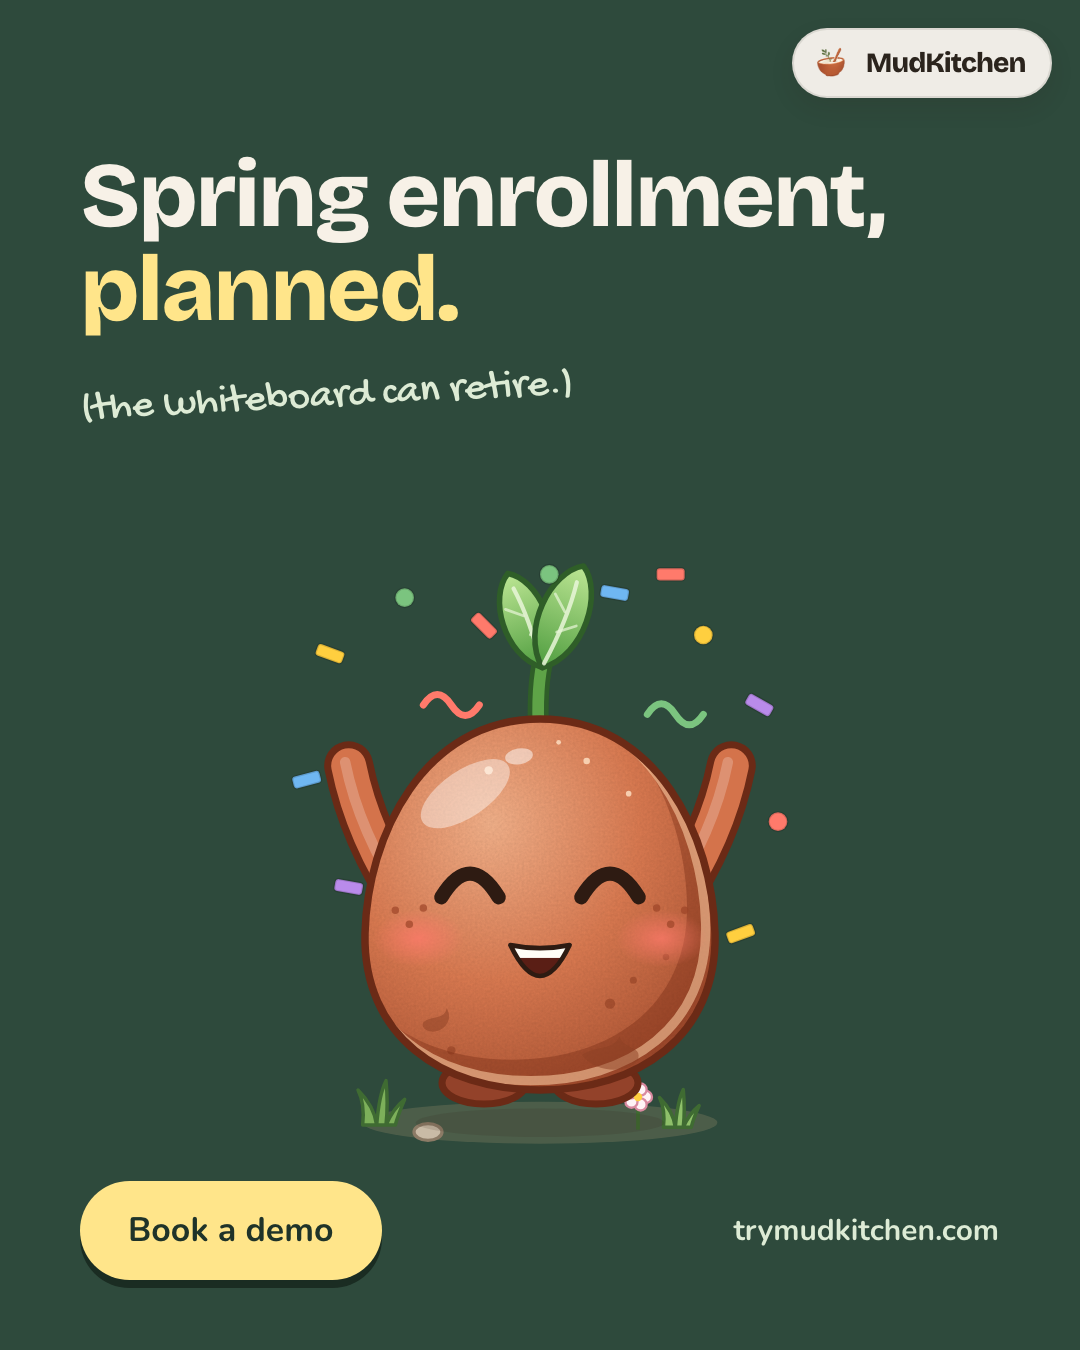 MudKitchen
Spring enrollment,
planned.
(the whiteboard can retire.)
Book a demo
trymudkitchen.com